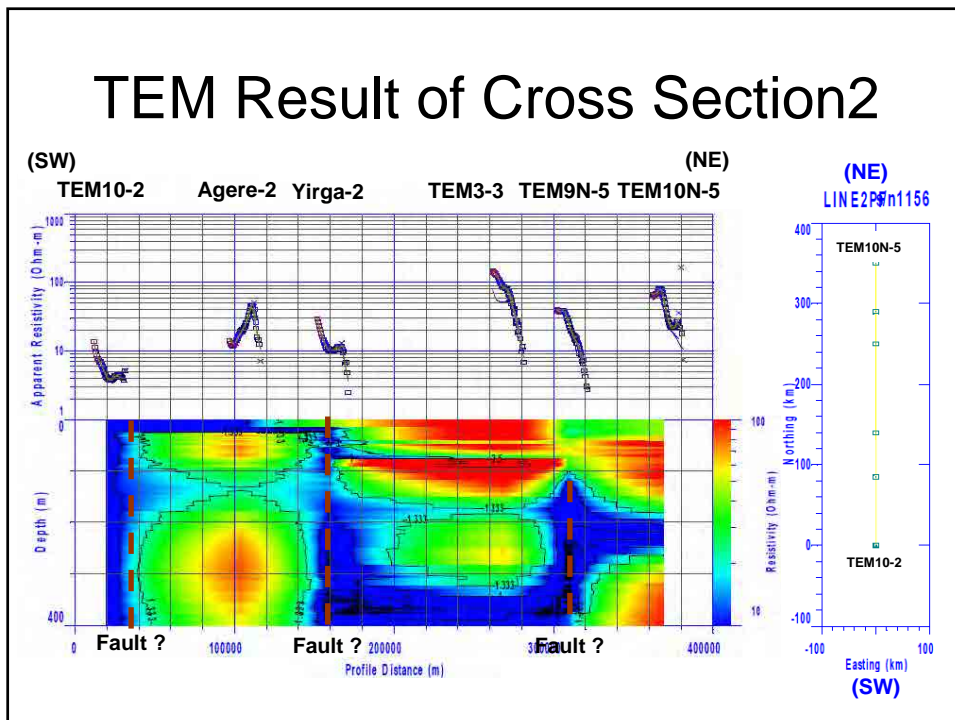 TEM Result of Cross Section2
(SW)
(NE)
TEM10-2 Agere-2 Yirga-2 TEM3-3 TEM9N-5 TEM10N-5
Apparent Resistivity (Ohm-m)
1000
100
10
1
0
Depth (m)
400
0 100000 200000 400000
Fault ?
Fault ?
Fault ?
Profile Distance (m)
100
10
Resistivity (Ohm-m)
(NE)
400
300
200
100
0
-100
Northing (km)
TEM10N-5
TEM10-2
-100 100
Easting (km)
(SW)